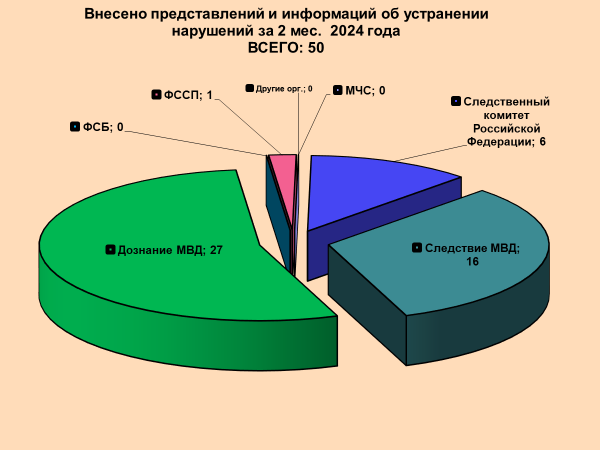 Внесено представлений и информаций об устранении
нарушений за 2 мес. 2024 года
ВСЕГО: 50
Другие орг.; 0
МЧС; 0
ФССП; 1
ФСБ; 0
Следственный
комитет
Российской
Федерации; 6
Дознание МВД; 27
Следствие МВД;
16